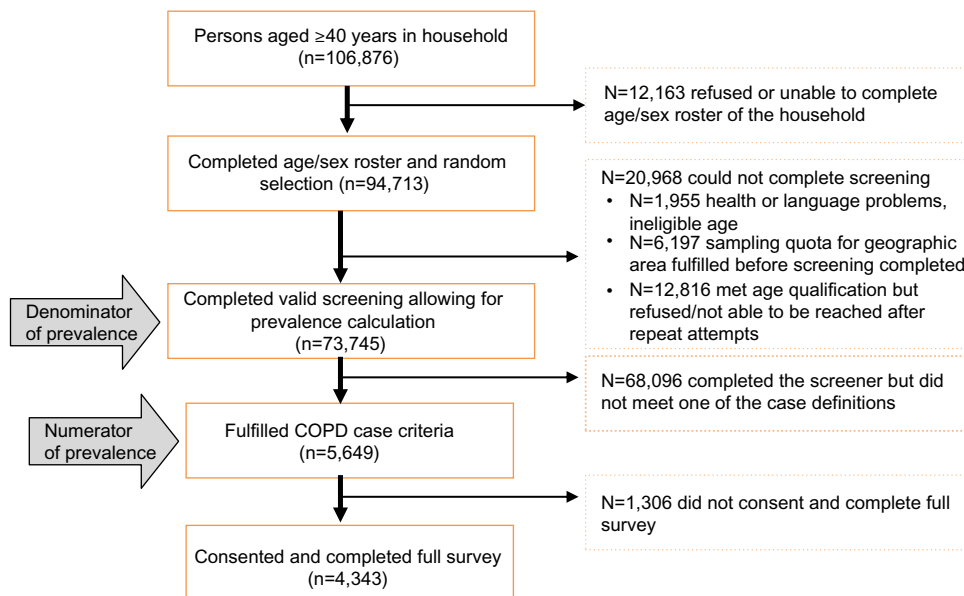 Persons aged ≥40 years in household
(n=106,876)
N=12,163 refused or unable to complete
age/sex roster of the household
Completed age/sex roster and random
selection (n=94,713)
N=20,968 could not complete screening
• N=1,955 health or language problems,
ineligible age
• N=6,197 sampling quota for geographic
area fulfilled before screening completed
• N=12,816 met age qualification but
refused/not able to be reached after
repeat attempts
Denominator
of prevalence
Completed valid screening allowing for
prevalence calculation
(n=73,745)
N=68,096 completed the screener but did
not meet one of the case definitions
Numerator
of prevalence
Fulfilled COPD case criteria
(n=5,649)
N=1,306 did not consent and complete full
survey
Consented and completed full survey
(n=4,343)